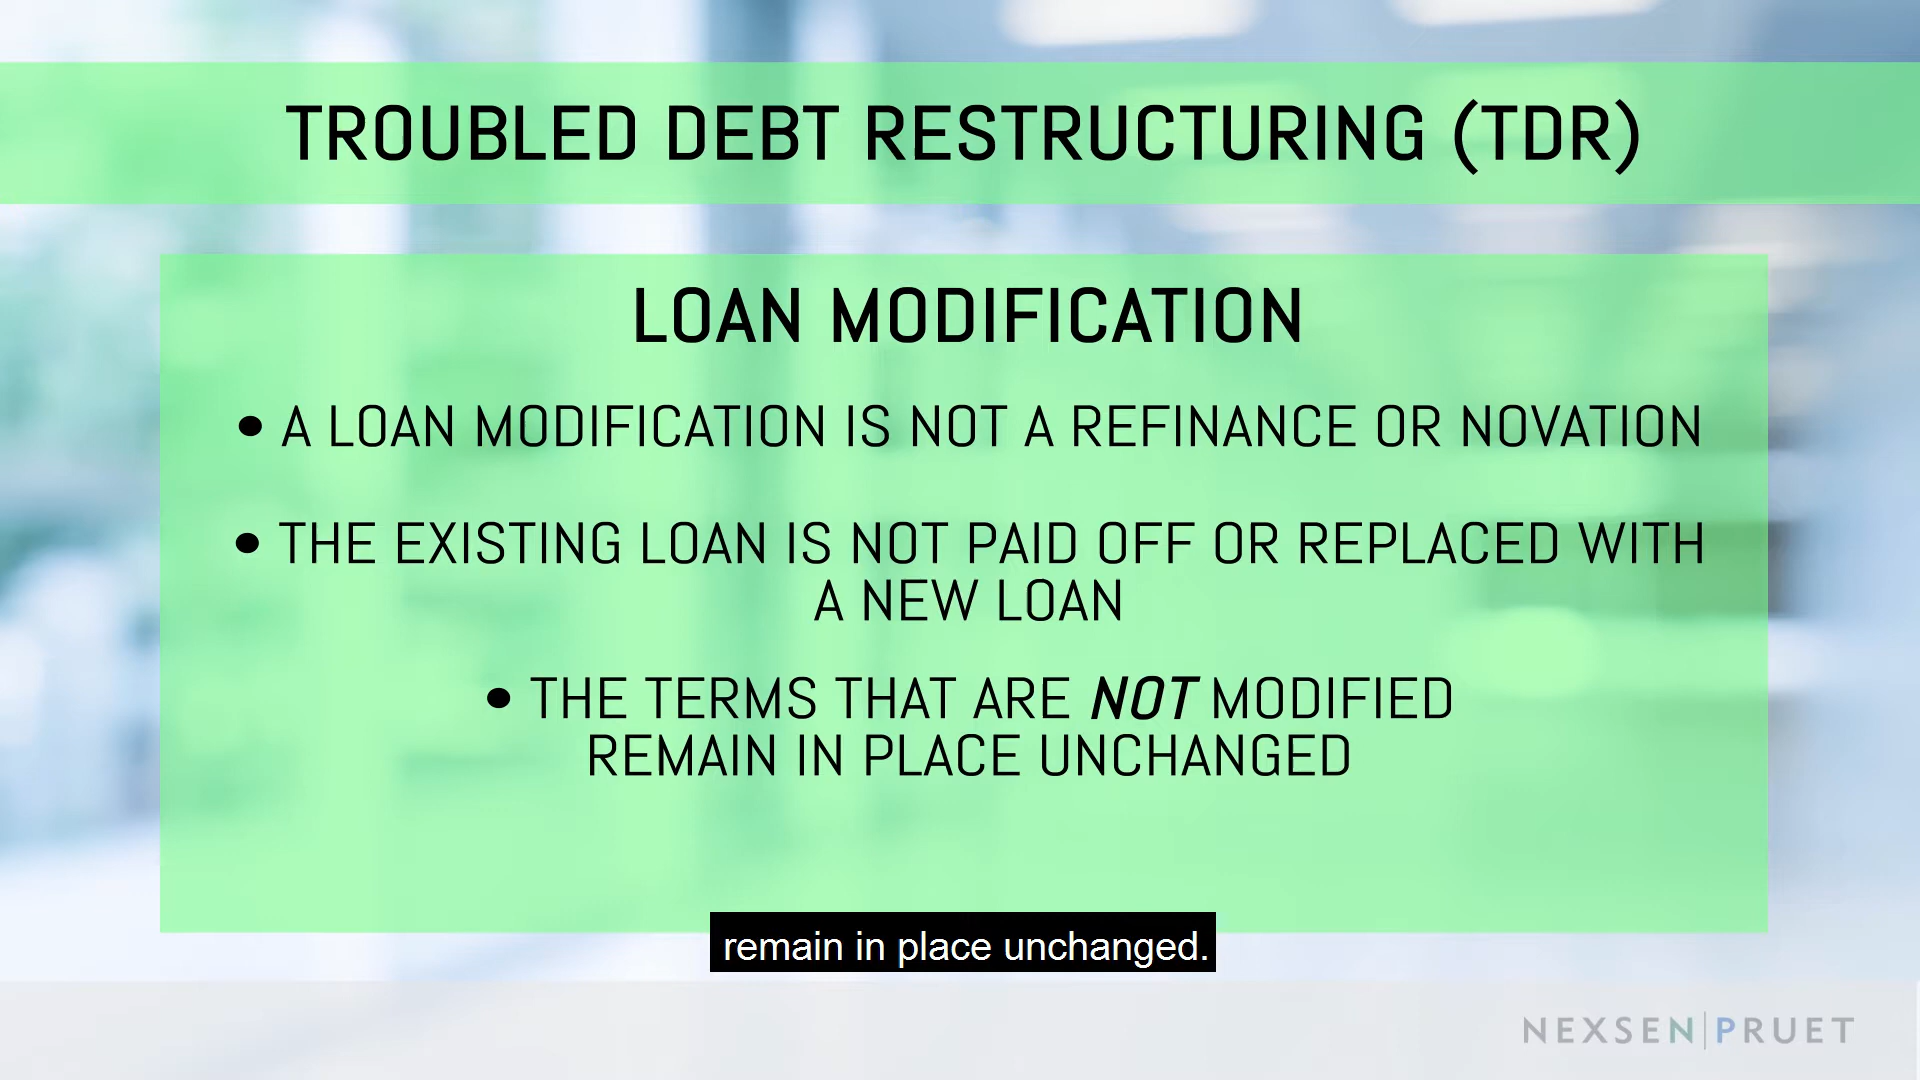 TROUBLED DEBT RESTRUCTURING (TDR)
LOAN MODIFICATION
• A LOAN MODIFICATION IS NOT A REFINANCE OR NOVATION
• THE EXISTING LOAN IS NOT PAID OFF OR REPLACED WITH
A NEW LOAN
• THE TERMS THAT ARE NOT MODIFIED
REMAIN IN PLACE UNCHANGED
remain in place unchanged.
NEXSEN|PRUET